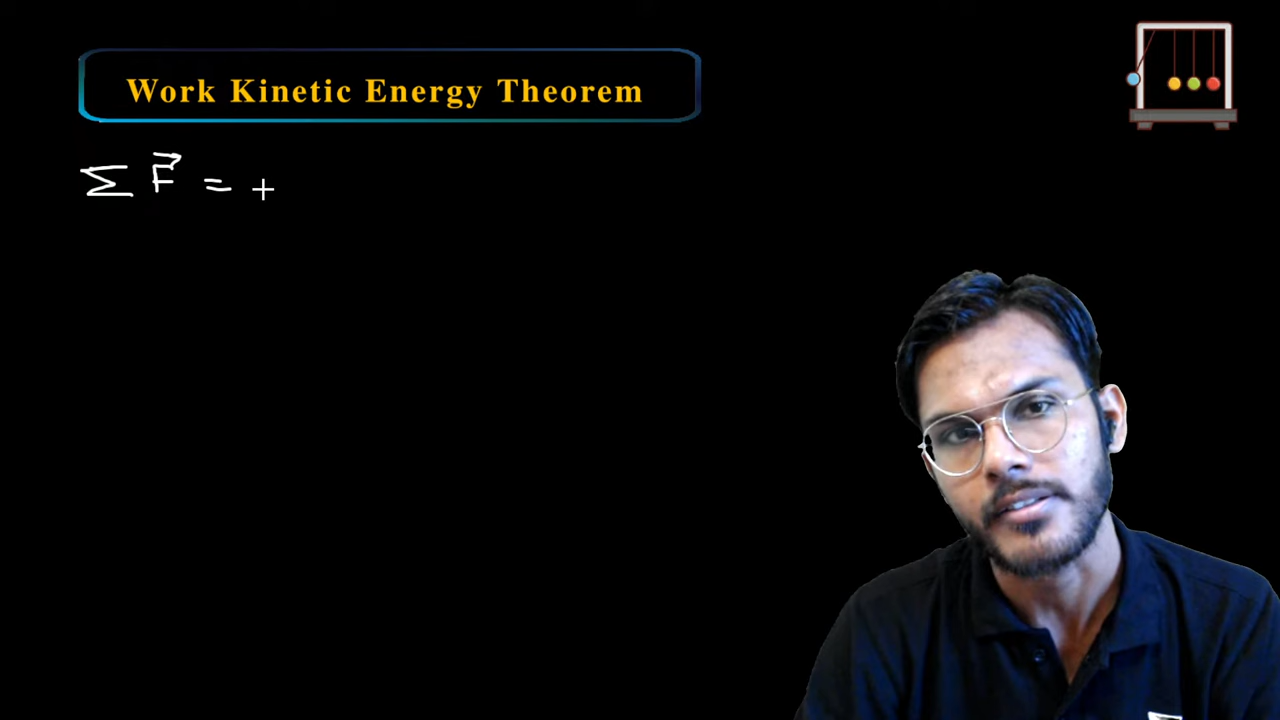 Work Kinetic Energy Theorem
Σ F⃗ =